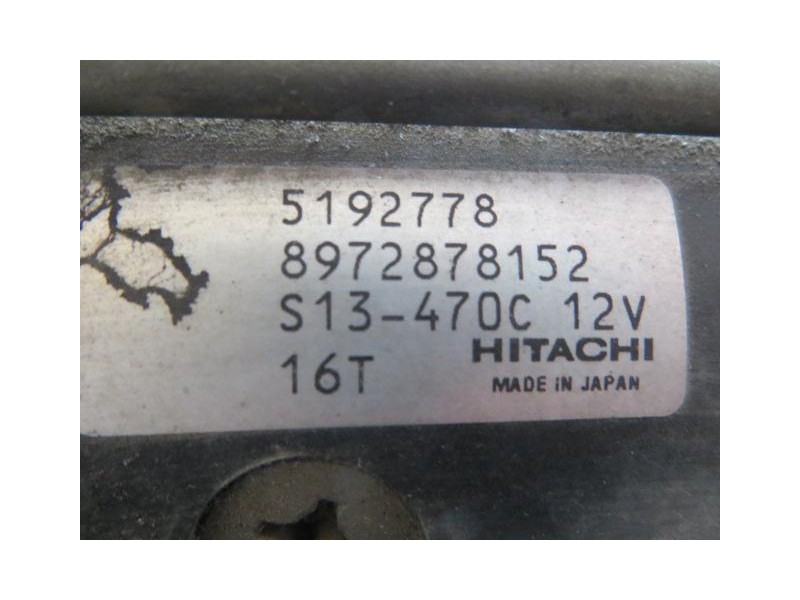 5192778
8972878152
S13-470C 12V
16T HITACHI
MADE IN JAPAN